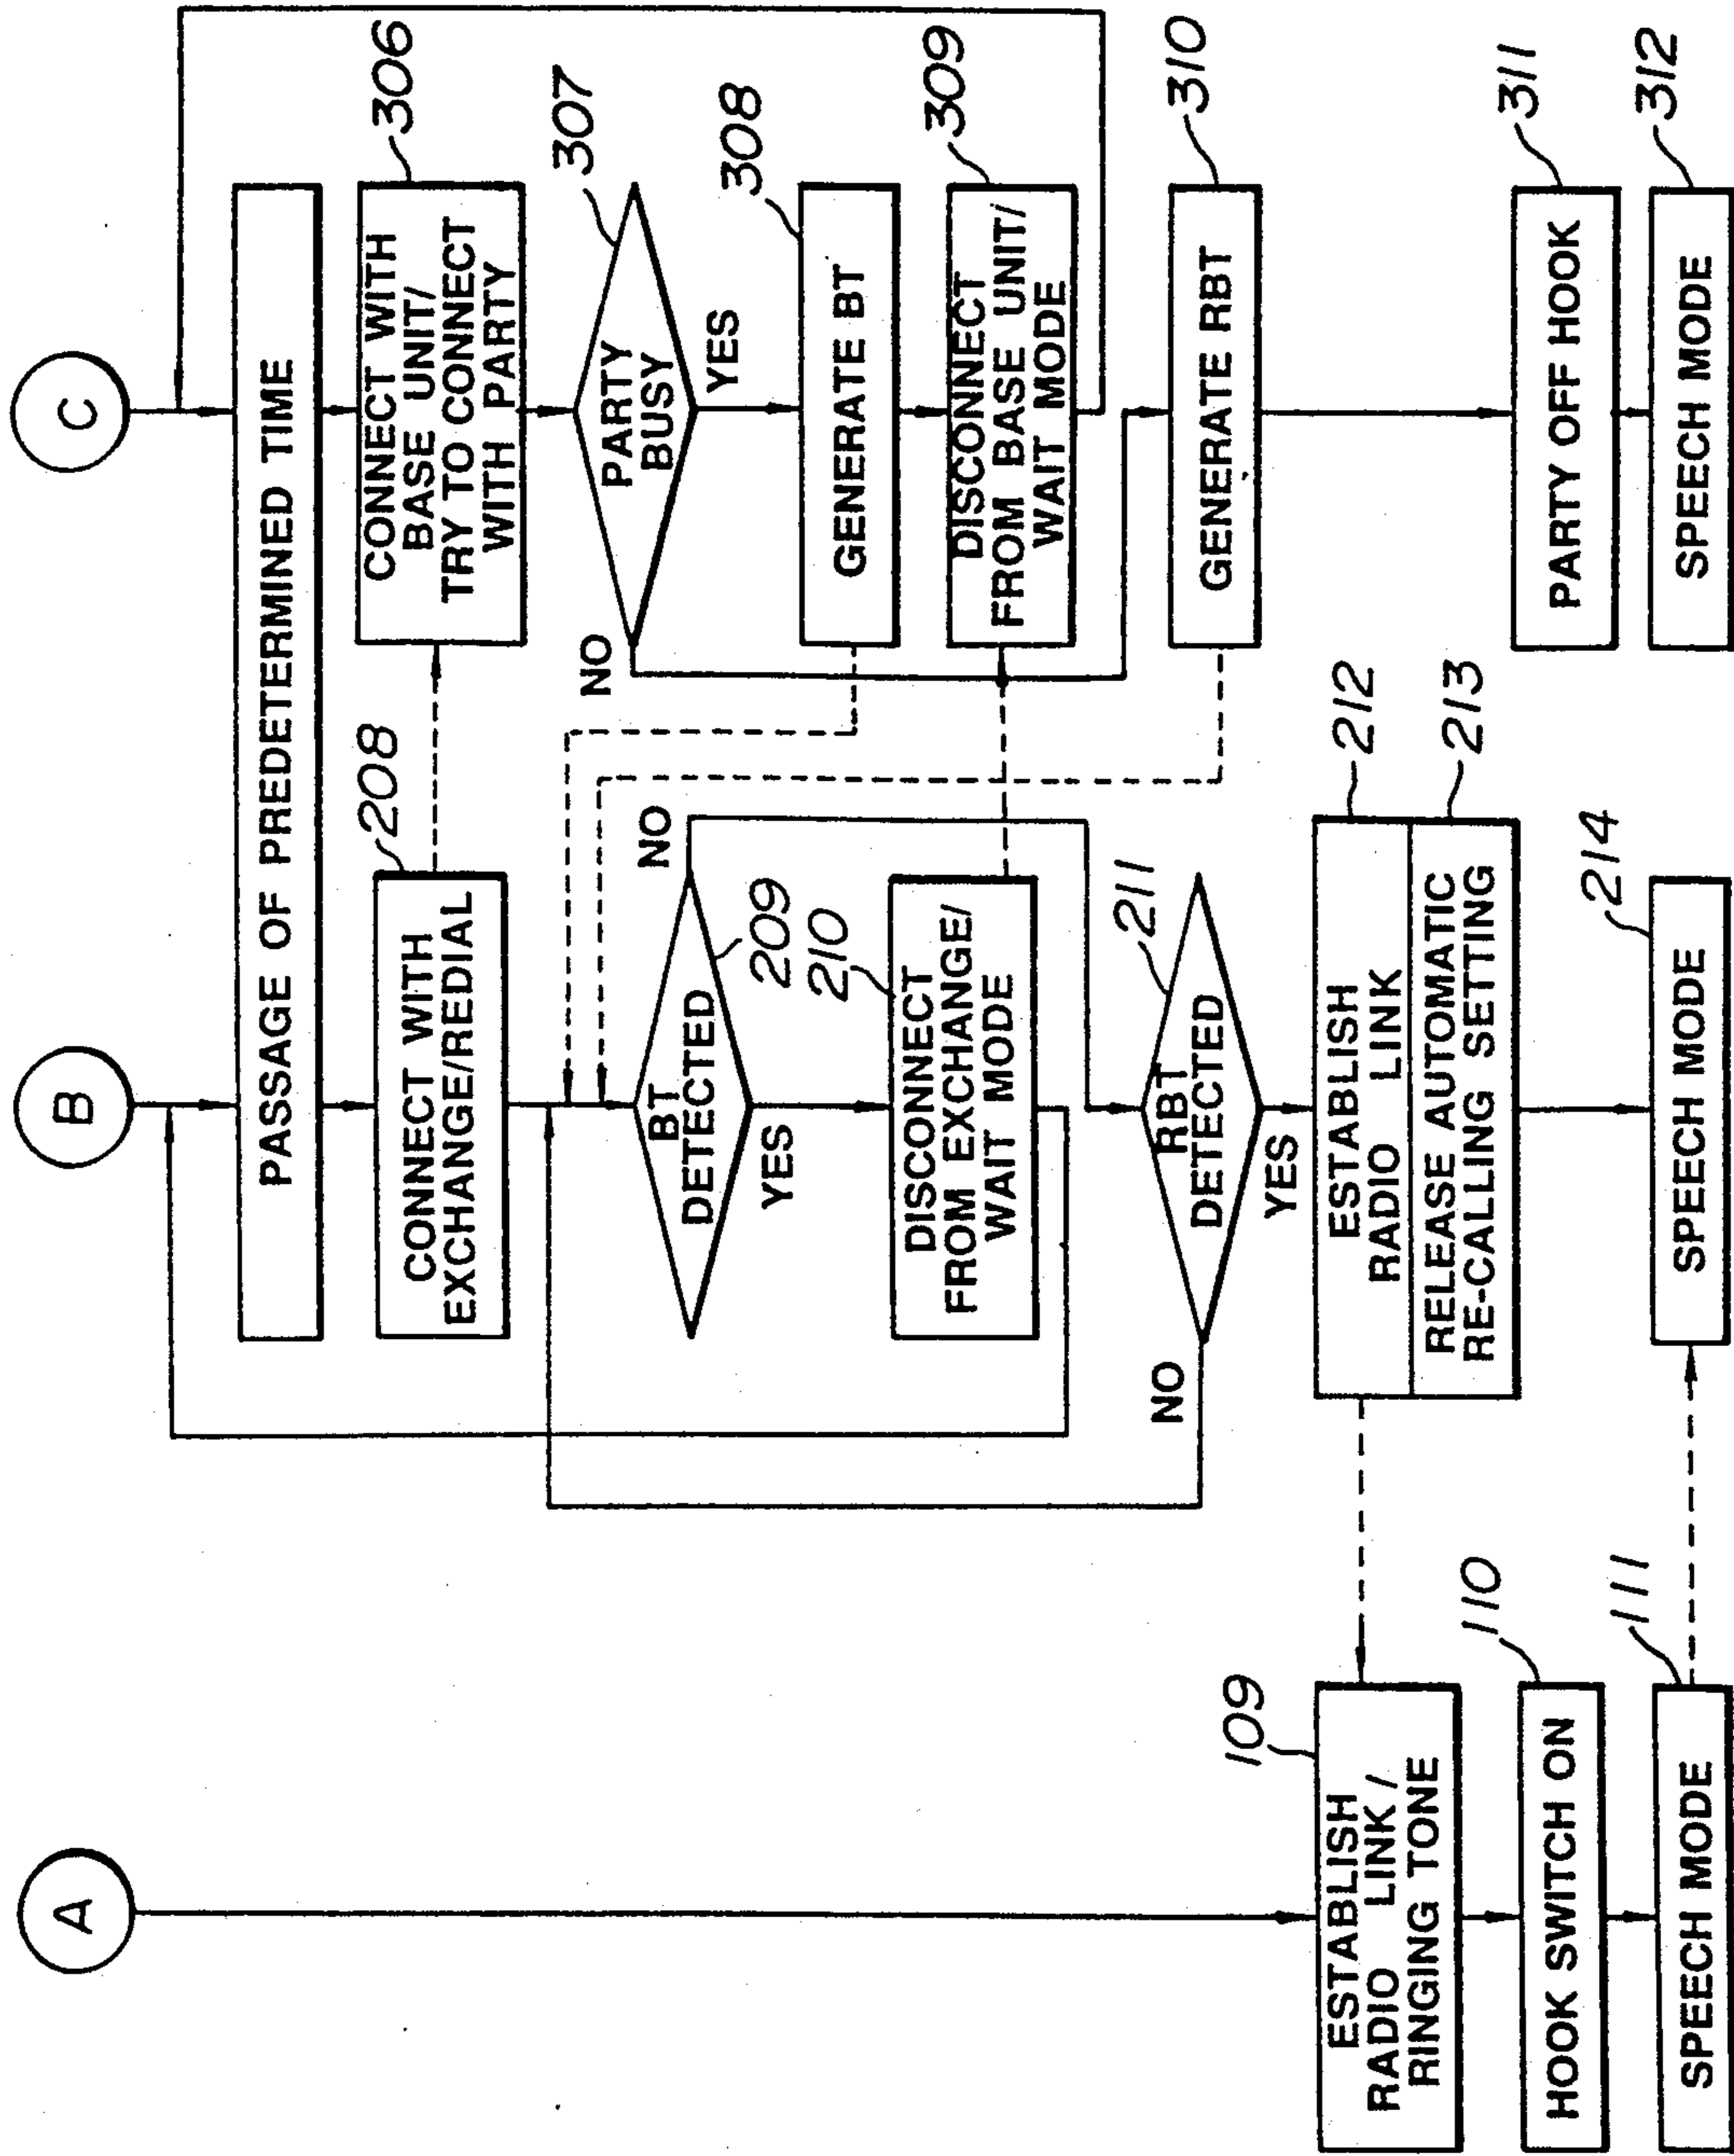 A
ESTABLISH
RADIO LINK /
RINGING TONE
109
HOOK SWITCH ON
110
SPEECH MODE
111
B
PASSAGE OF PREDETERMINED TIME
CONNECT WITH
EXCHANGE/REDIAL
208
BT
DETECTED
NO
YES
209
DISCONNECT
FROM EXCHANGE/
WAIT MODE
210
RBT
DETECTED
NO
YES
211
ESTABLISH
RADIO LINK
212
RELEASE AUTOMATIC
RE-CALLING SETTING
213
SPEECH MODE
214
C
CONNECT WITH
BASE UNIT/
TRY TO CONNECT
WITH PARTY
306
PARTY
BUSY
NO
YES
307
GENERATE BT
308
DISCONNECT
FROM BASE UNIT/
WAIT MODE
309
GENERATE RBT
310
PARTY OFF HOOK
311
SPEECH MODE
312